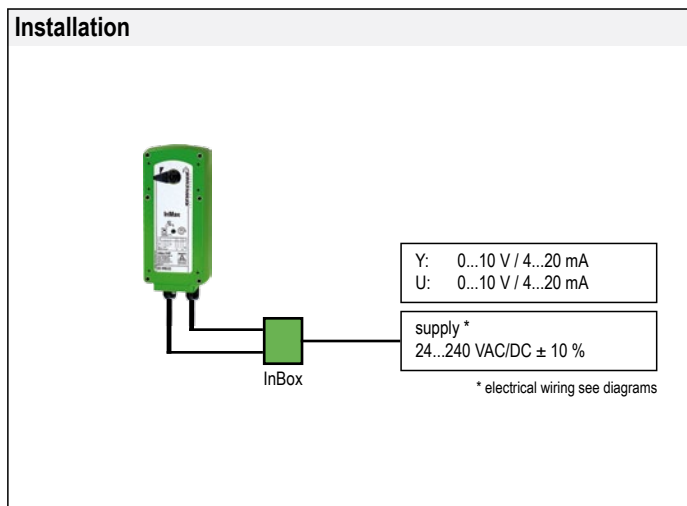 Installation
InMax
Y: 0...10 V / 4...20 mA
U: 0...10 V / 4...20 mA
supply *
24...240 VAC/DC ± 10 %
InBox
* electrical wiring see diagrams